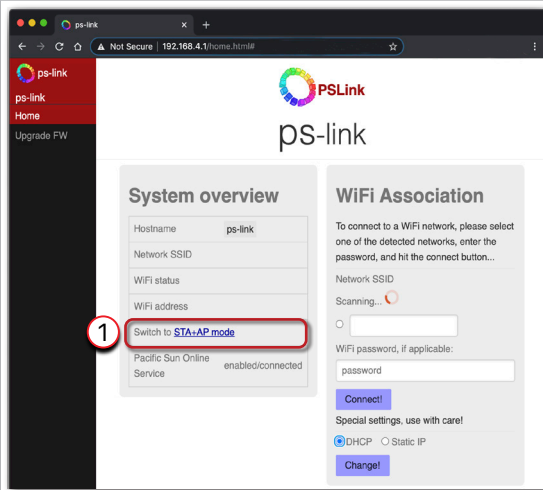 ps-link
Not Secure | 192.168.4.1/home.html#
ps-link
ps-link
Home
Upgrade FW
PSLink
ps-link
System overview
Hostname ps-link
Network SSID
WiFi status
WiFi address
1
Switch to STA+AP mode
Pacific Sun Online
Service
enabled/connected
WiFi Association
To connect to a WiFi network, please select
one of the detected networks, enter the
password, and hit the connect button...
Network SSID
Scanning...
WiFi password, if applicable:
password
Connect!
Special settings, use with care!
DHCP Static IP
Change!